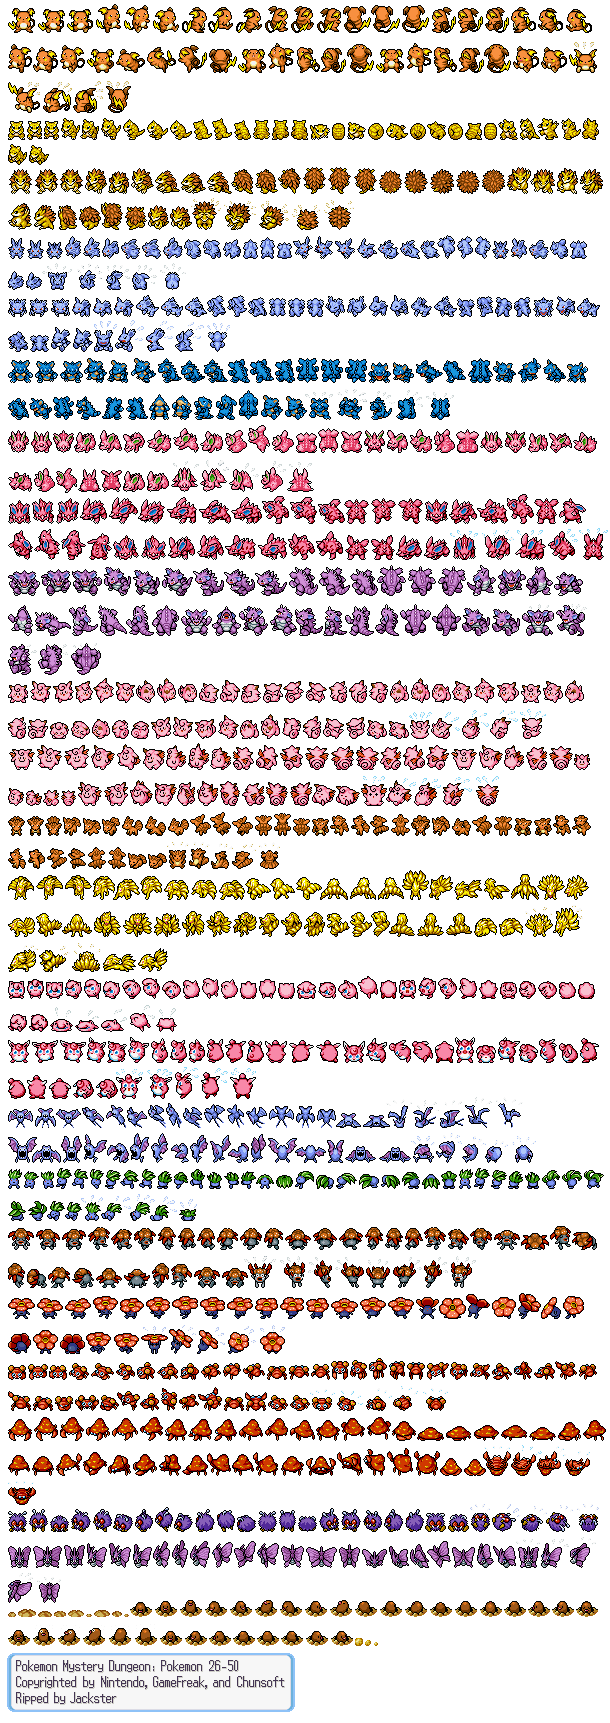 Pokemon Mystery Dungeon: Pokemon 26-50
Copyrighted by Nintendo, GameFreak, and Chunsoft
Ripped by Jackster